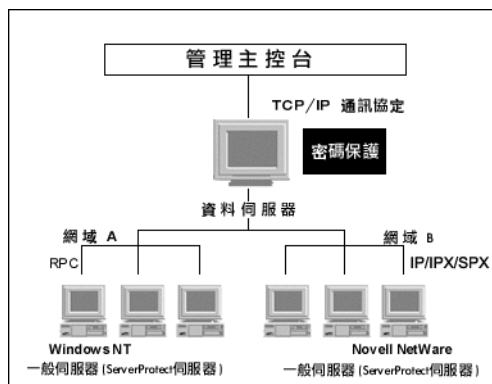 管理主控台
TCP/IP 通訊協定
密碼保護
資料伺服器
網域 A
網域 B
RPC
IP/IPX/SPX
Windows NT
Novell NetWare
一般伺服器 (ServerProtect伺服器)
一般伺服器 (ServerProtect伺服器)